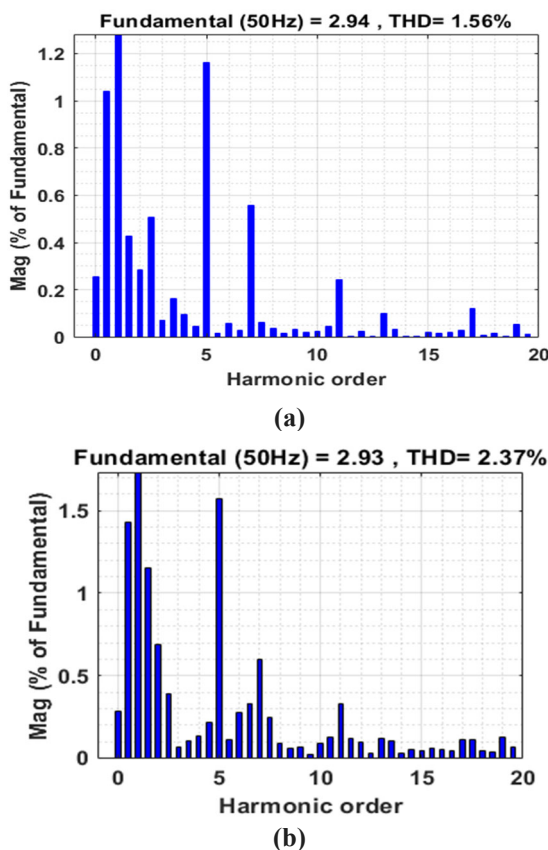 Fundamental (50Hz) = 2.94 , THD= 1.56%
Mag (% of Fundamental)
1.2
1
0.8
0.6
0.4
0.2
0
0 5 10 15 20
Harmonic order
(a)
Fundamental (50Hz) = 2.93 , THD= 2.37%
Mag (% of Fundamental)
1.5
1
0.5
0
0 5 10 15 20
Harmonic order
(b)